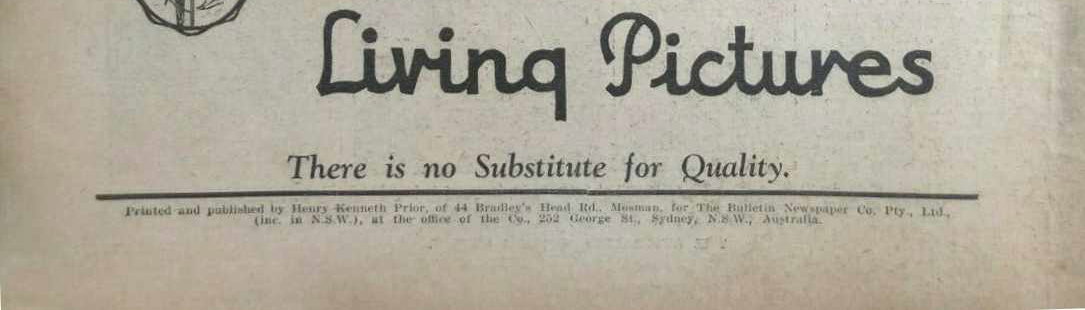 Living Pictures
There is no Substitute for Quality.
Printed and published by Henry Kenneth Prior, of 44 Bradley's Head Rd., Mosman, for The Bulletin Newspaper Co. Pty., Ltd.,
(inc. in N.S.W.), at the office of the Co., 252 George St., Sydney, N.S.W., Australia.